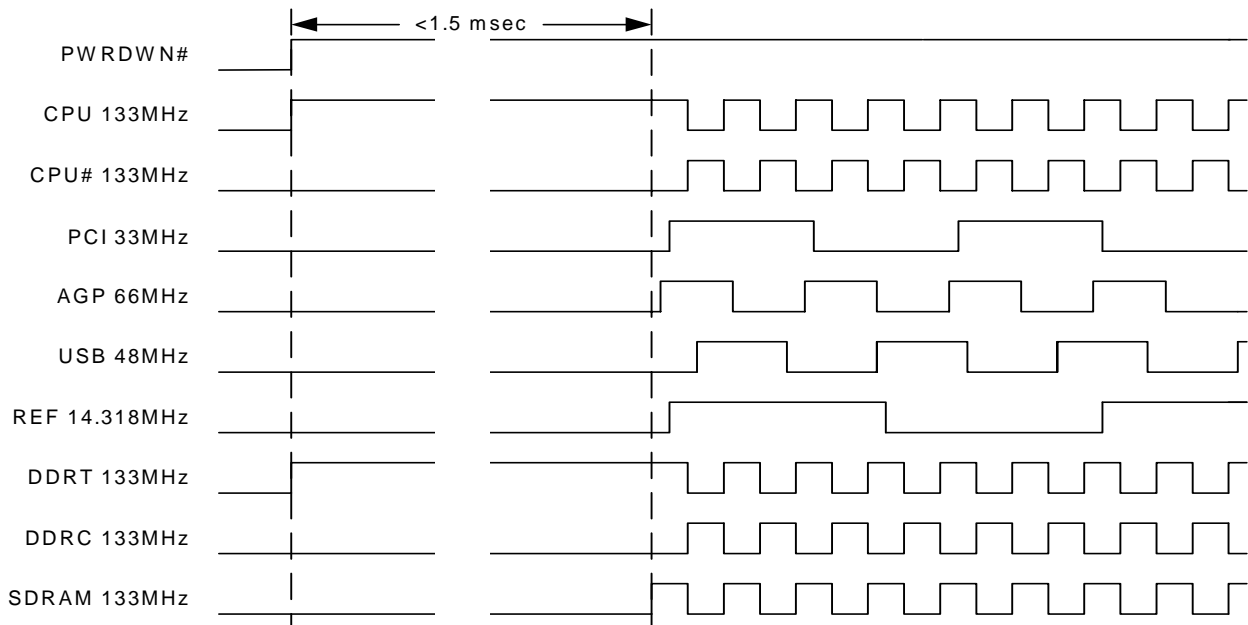 <1.5 msec
PWRDWN#
CPU 133MHz
CPU# 133MHz
PCI 33MHz
AGP 66MHz
USB 48MHz
REF 14.318MHz
DDRT 133MHz
DDRC 133MHz
SDRAM 133MHz